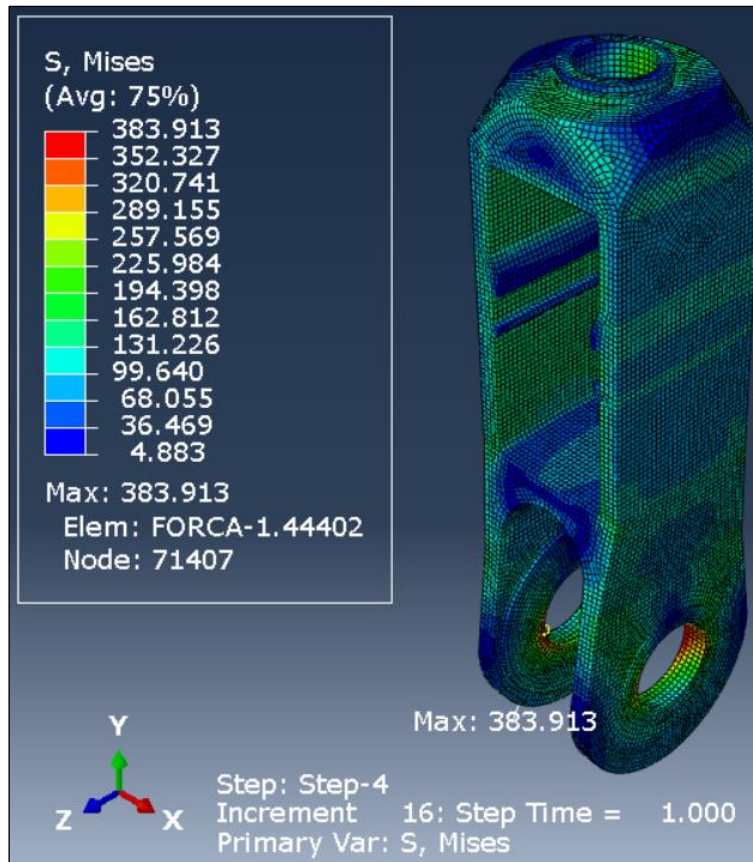 S, Mises
(Avg: 75%)
383.913
352.327
320.741
289.155
257.569
225.984
194.398
162.812
131.226
99.640
68.055
36.469
4.883
Max: 383.913
Elem: FORCA-1.44402
Node: 71407
Max: 383.913
Y
Z X
Step: Step-4
Increment 16: Step Time = 1.000
Primary Var: S, Mises